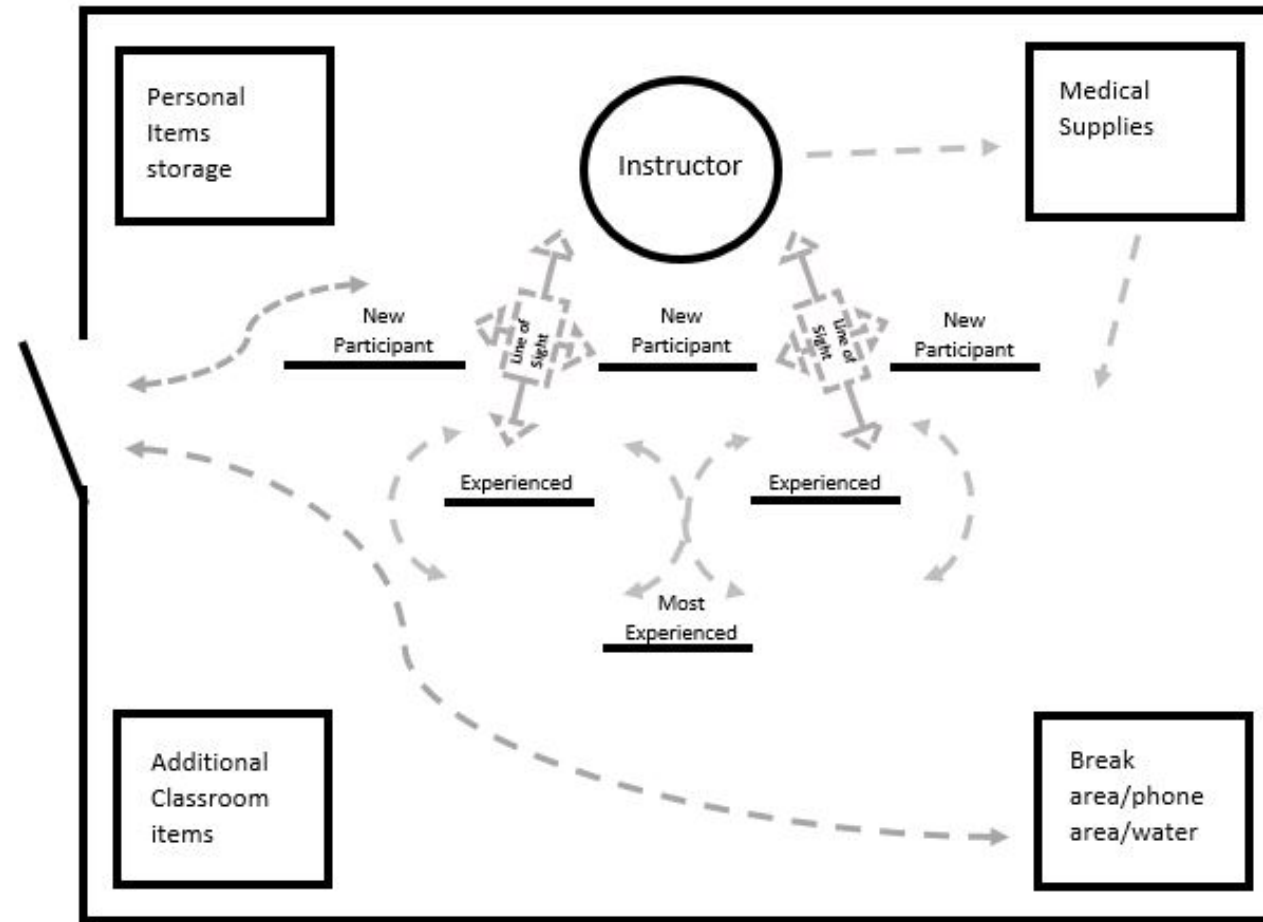 Personal
Items
storage
Instructor
Medical
Supplies
New
Participant
Line of
Sight
New
Participant
Line of
Sight
New
Participant
Experienced
Experienced
Most
Experienced
Additional
Classroom
items
Break
area/phone
area/water